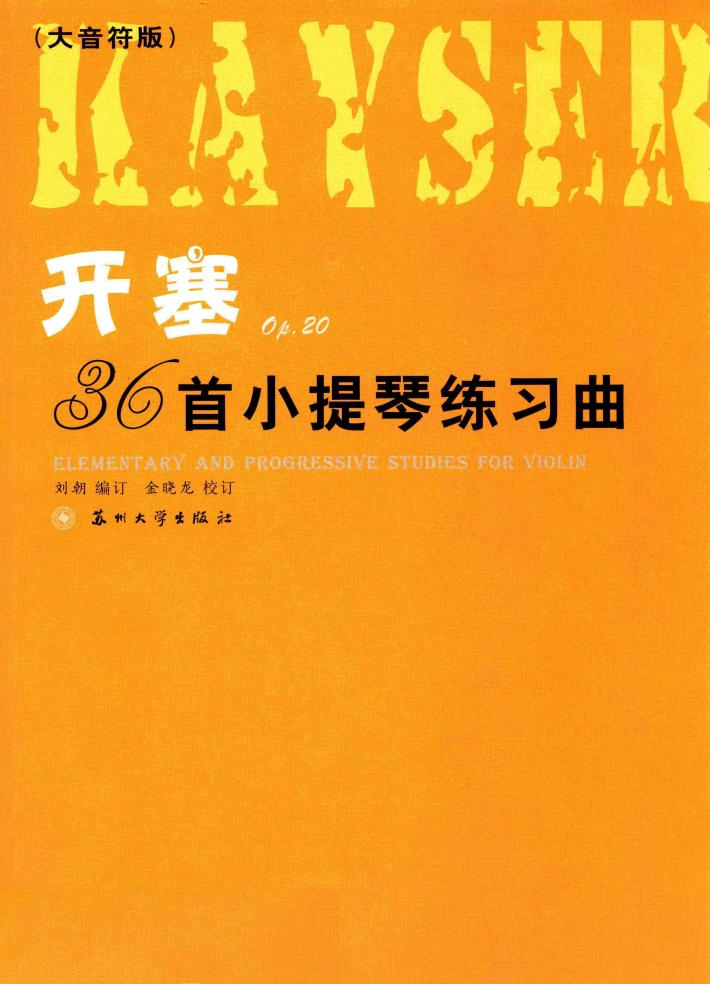 （大音符版）
KAYSER
开塞 Op.20
36首小提琴练习曲
ELEMENTARY AND PROGRESSIVE STUDIES FOR VIOLIN
刘朝 编订 金晓龙 校订
苏州大学出版社